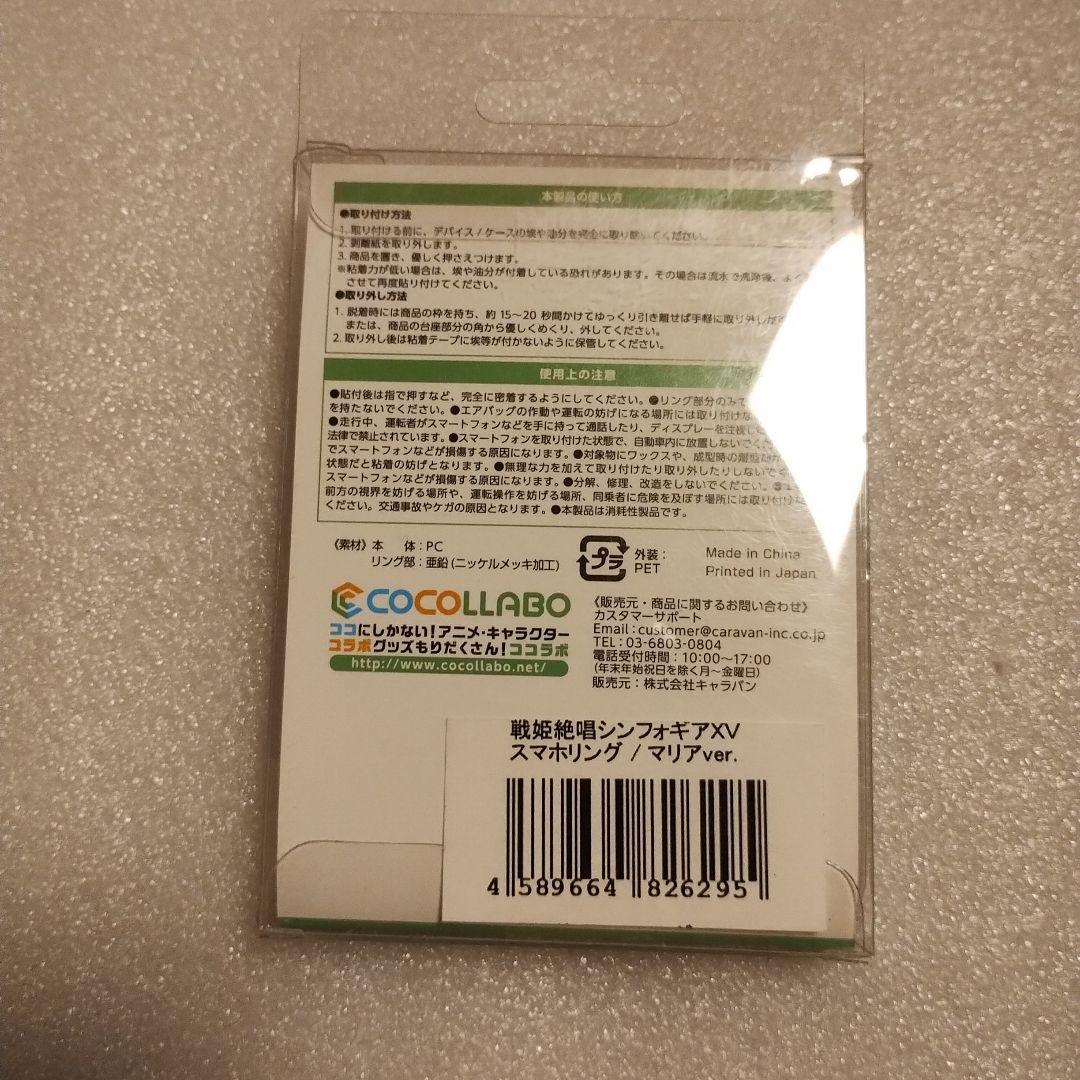 本製品の使い方
●取り付け方法
1. 取り付ける前に、デバイス / ケースの埃や油分を完全に取り除いてください。
2. 剥離紙を取り外します。
3. 商品を置き、優しく押さえつけます。
※粘着力が低い場合は、埃や油分が付着している恐れがあります。その場合は流水で洗浄後、よく
させて再度貼り付けてください。
●取り外し方法
1. 脱着時には商品の枠を持ち、約 15〜20 秒間かけてゆっくり引き離せば手軽に取り外しが
または、商品の台座部分の角から優しくめくり、外してください。
2. 取り外し後は粘着テープに埃等が付かないように保管してください。
使用上の注意
●貼付後は指で押すなど、完全に密着するようにしてください。●リング部分のみで
を持たないでください。●エアバッグの作動や運転の妨げになる場所には取り付けな
●走行中、運転者がスマートフォンなどを手に持って通話したり、ディスプレーを注視し
法律で禁止されています。●スマートフォンを取り付けた状態で、自動車内に放置しないでくだ
でスマートフォンなどが損傷する原因になります。●対象物にワックスや、成型時の
状態だと粘着の妨げとなります。●無理な力を加えて取り付けたり取り外したりしないでく
スマートフォンなどが損傷する原因になります。●分解、修理、改造をしないでください。
前方の視界を妨げる場所や、運転操作を妨げる場所、同乗者に危険を及ぼす場所には取り付けな
ください。交通事故やケガの原因となります。●本製品は消耗性製品です。
《素材》本 体：PC
リング部：亜鉛 (ニッケルメッキ加工)
プラ
外装：
PET
Made in China
Printed in Japan
COCOLLABO
ココにしかない！アニメ・キャラクター
コラボグッズもりだくさん！ココラボ
http://www.cocollabo.net/
《販売元・商品に関するお問い合わせ》
カスタマーサポート
Email：customer@caravan-inc.co.jp
TEL：03-6803-0804
電話受付時間：10:00〜17:00
(年末年始祝日を除く月〜金曜日)
販売元：株式会社キャラバン
戦姫絶唱シンフォギアXV
スマホリング / マリアver.
4 589664 826295